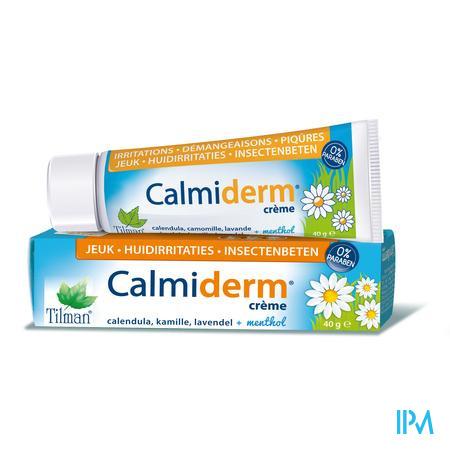 IRRITATIONS • DÉMANGEAISONS • PIQÛRES
JEUK • HUIDIRRITATIES • INSECTENBETEN
0%
PARABEN
Calmiderm®
crème
Tilman
calendula, camomille, lavande + menthol
40 g e
JEUK • HUIDIRRITATIES • INSECTENBETEN
0%
PARABEN
Calmiderm®
crème
Tilman®
calendula, kamille, lavendel + menthol
40 g e
IPM